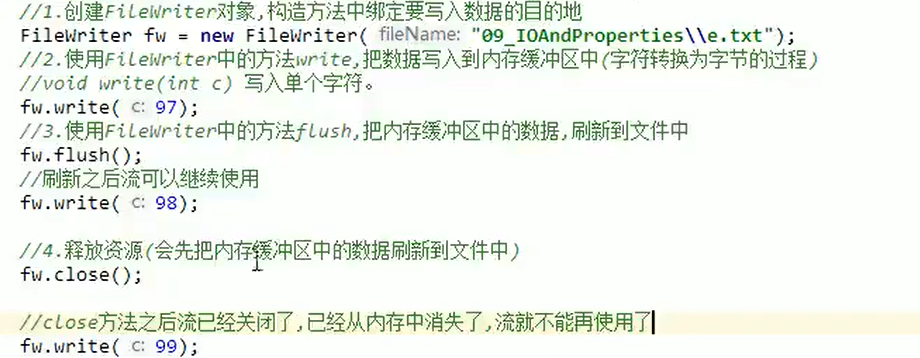 //1.创建FileWriter对象,构造方法中绑定要写入数据的目的地
FileWriter fw = new FileWriter( fileName: "09_IOAndProperties\\e.txt");
//2.使用FileWriter中的方法write,把数据写入到内存缓冲区中(字符转换为字节的过程)
//void write(int c) 写入单个字符。
fw.write( c: 97);
//3.使用FileWriter中的方法flush,把内存缓冲区中的数据,刷新到文件中
fw.flush();
//刷新之后流可以继续使用
fw.write( c: 98);
//4.释放资源(会先把内存缓冲区中的数据刷新到文件中)
fw.close();
//close方法之后流已经关闭了,已经从内存中消失了,流就不能再使用了
fw.write( c: 99);